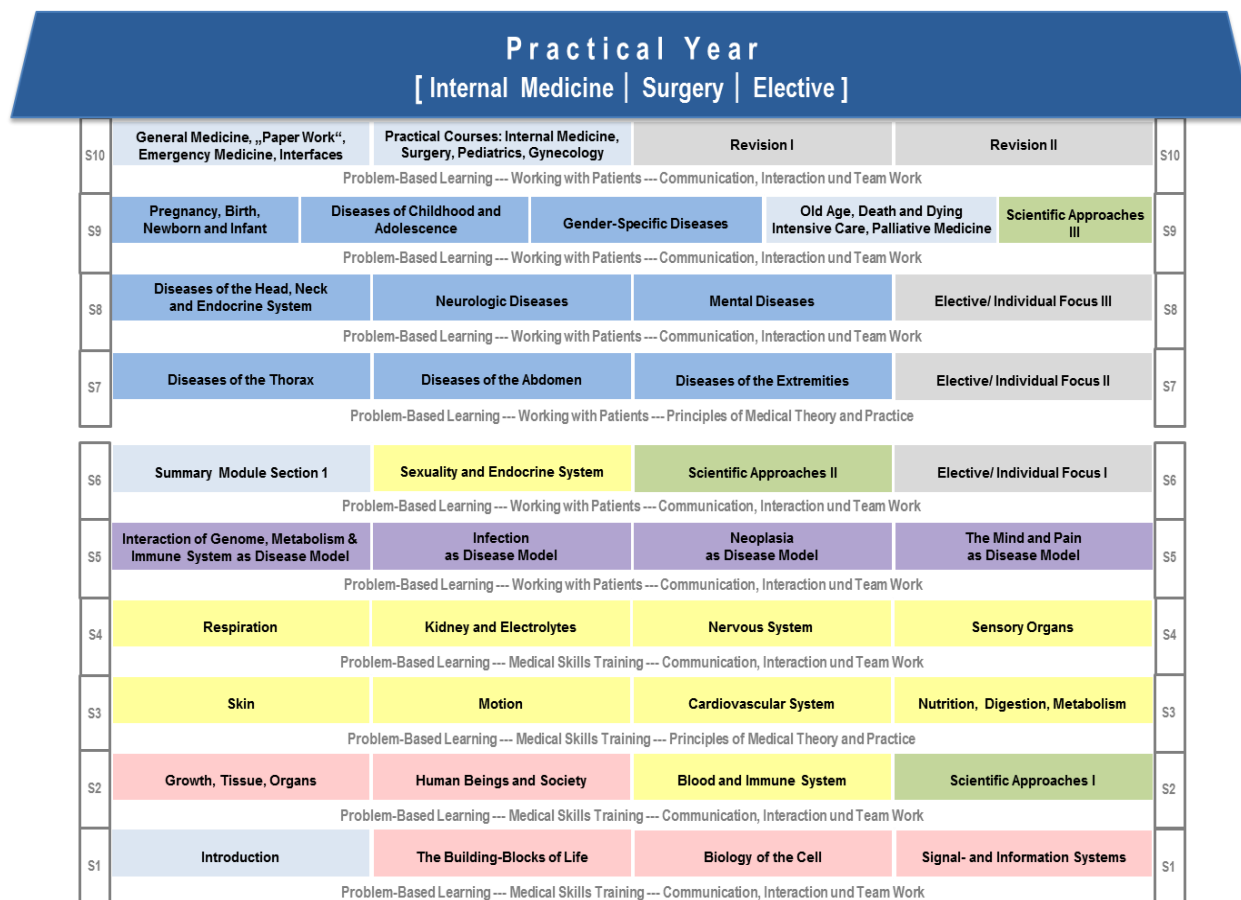 Practical Year
[ Internal Medicine | Surgery | Elective ]
S10
General Medicine, „Paper Work“,
Emergency Medicine, Interfaces
Practical Courses: Internal Medicine,
Surgery, Pediatrics, Gynecology
Revision I
Revision II
S10
Problem-Based Learning --- Working with Patients --- Communication, Interaction und Team Work
S9
Pregnancy, Birth,
Newborn and Infant
Diseases of Childhood and
Adolescence
Gender-Specific Diseases
Old Age, Death and Dying
Intensive Care, Palliative Medicine
Scientific Approaches
III
S9
Problem-Based Learning --- Working with Patients --- Communication, Interaction und Team Work
S8
Diseases of the Head, Neck
and Endocrine System
Neurologic Diseases
Mental Diseases
Elective/ Individual Focus III
S8
Problem-Based Learning --- Working with Patients --- Communication, Interaction und Team Work
S7
Diseases of the Thorax
Diseases of the Abdomen
Diseases of the Extremities
Elective/ Individual Focus II
S7
Problem-Based Learning --- Working with Patients --- Principles of Medical Theory and Practice
S6
Summary Module Section 1
Sexuality and Endocrine System
Scientific Approaches II
Elective/ Individual Focus I
S6
Problem-Based Learning --- Working with Patients --- Communication, Interaction und Team Work
S5
Interaction of Genome, Metabolism &
Immune System as Disease Model
Infection
as Disease Model
Neoplasia
as Disease Model
The Mind and Pain
as Disease Model
S5
Problem-Based Learning --- Working with Patients --- Communication, Interaction und Team Work
S4
Respiration
Kidney and Electrolytes
Nervous System
Sensory Organs
S4
Problem-Based Learning --- Medical Skills Training --- Communication, Interaction und Team Work
S3
Skin
Motion
Cardiovascular System
Nutrition, Digestion, Metabolism
S3
Problem-Based Learning --- Medical Skills Training --- Principles of Medical Theory and Practice
S2
Growth, Tissue, Organs
Human Beings and Society
Blood and Immune System
Scientific Approaches I
S2
Problem-Based Learning --- Medical Skills Training --- Communication, Interaction und Team Work
S1
Introduction
The Building-Blocks of Life
Biology of the Cell
Signal- and Information Systems
S1
Problem-Based Learning --- Medical Skills Training --- Communication, Interaction und Team Work